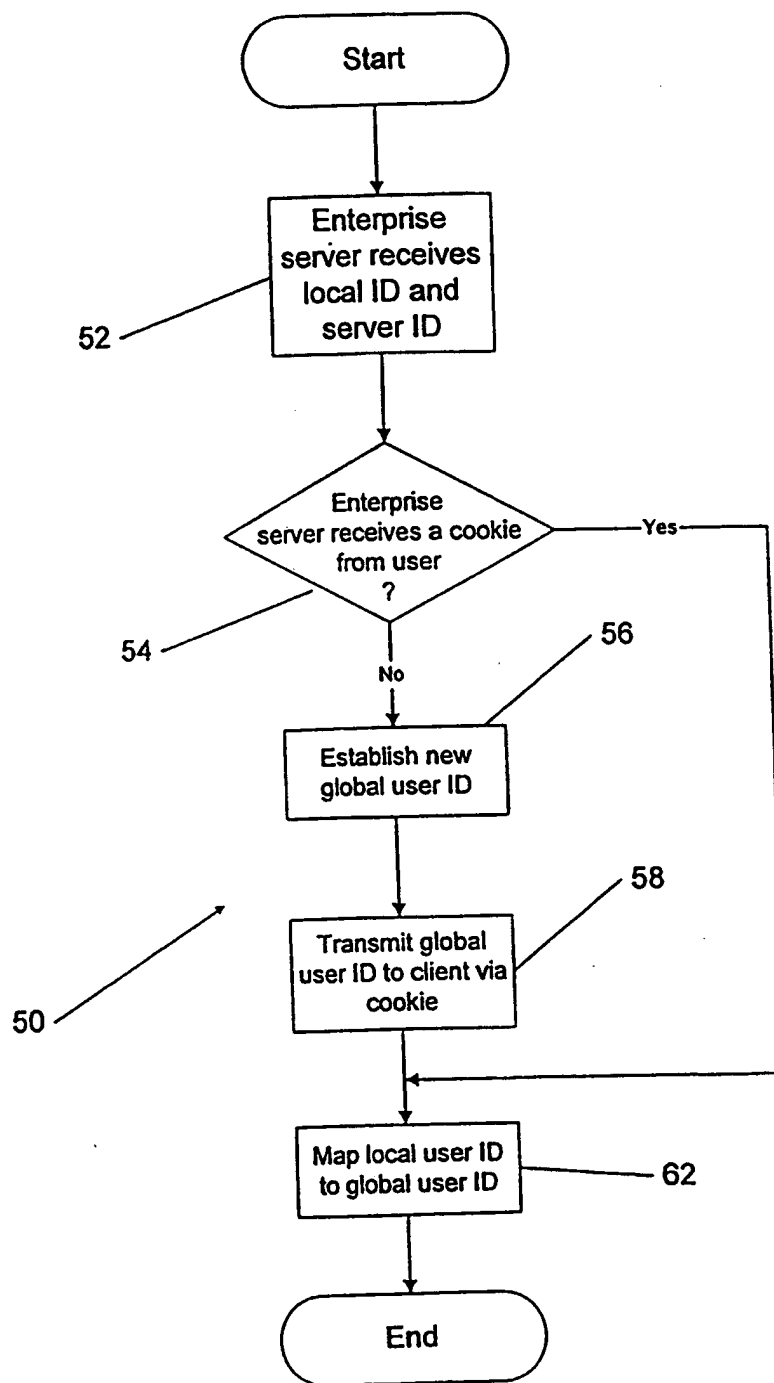 Start
Enterprise
server receives
local ID and
server ID
52
Enterprise
server receives a cookie
from user
?
Yes
54
No
56
Establish new
global user ID
58
Transmit global
user ID to client via
cookie
50
Map local user ID
to global user ID
62
End